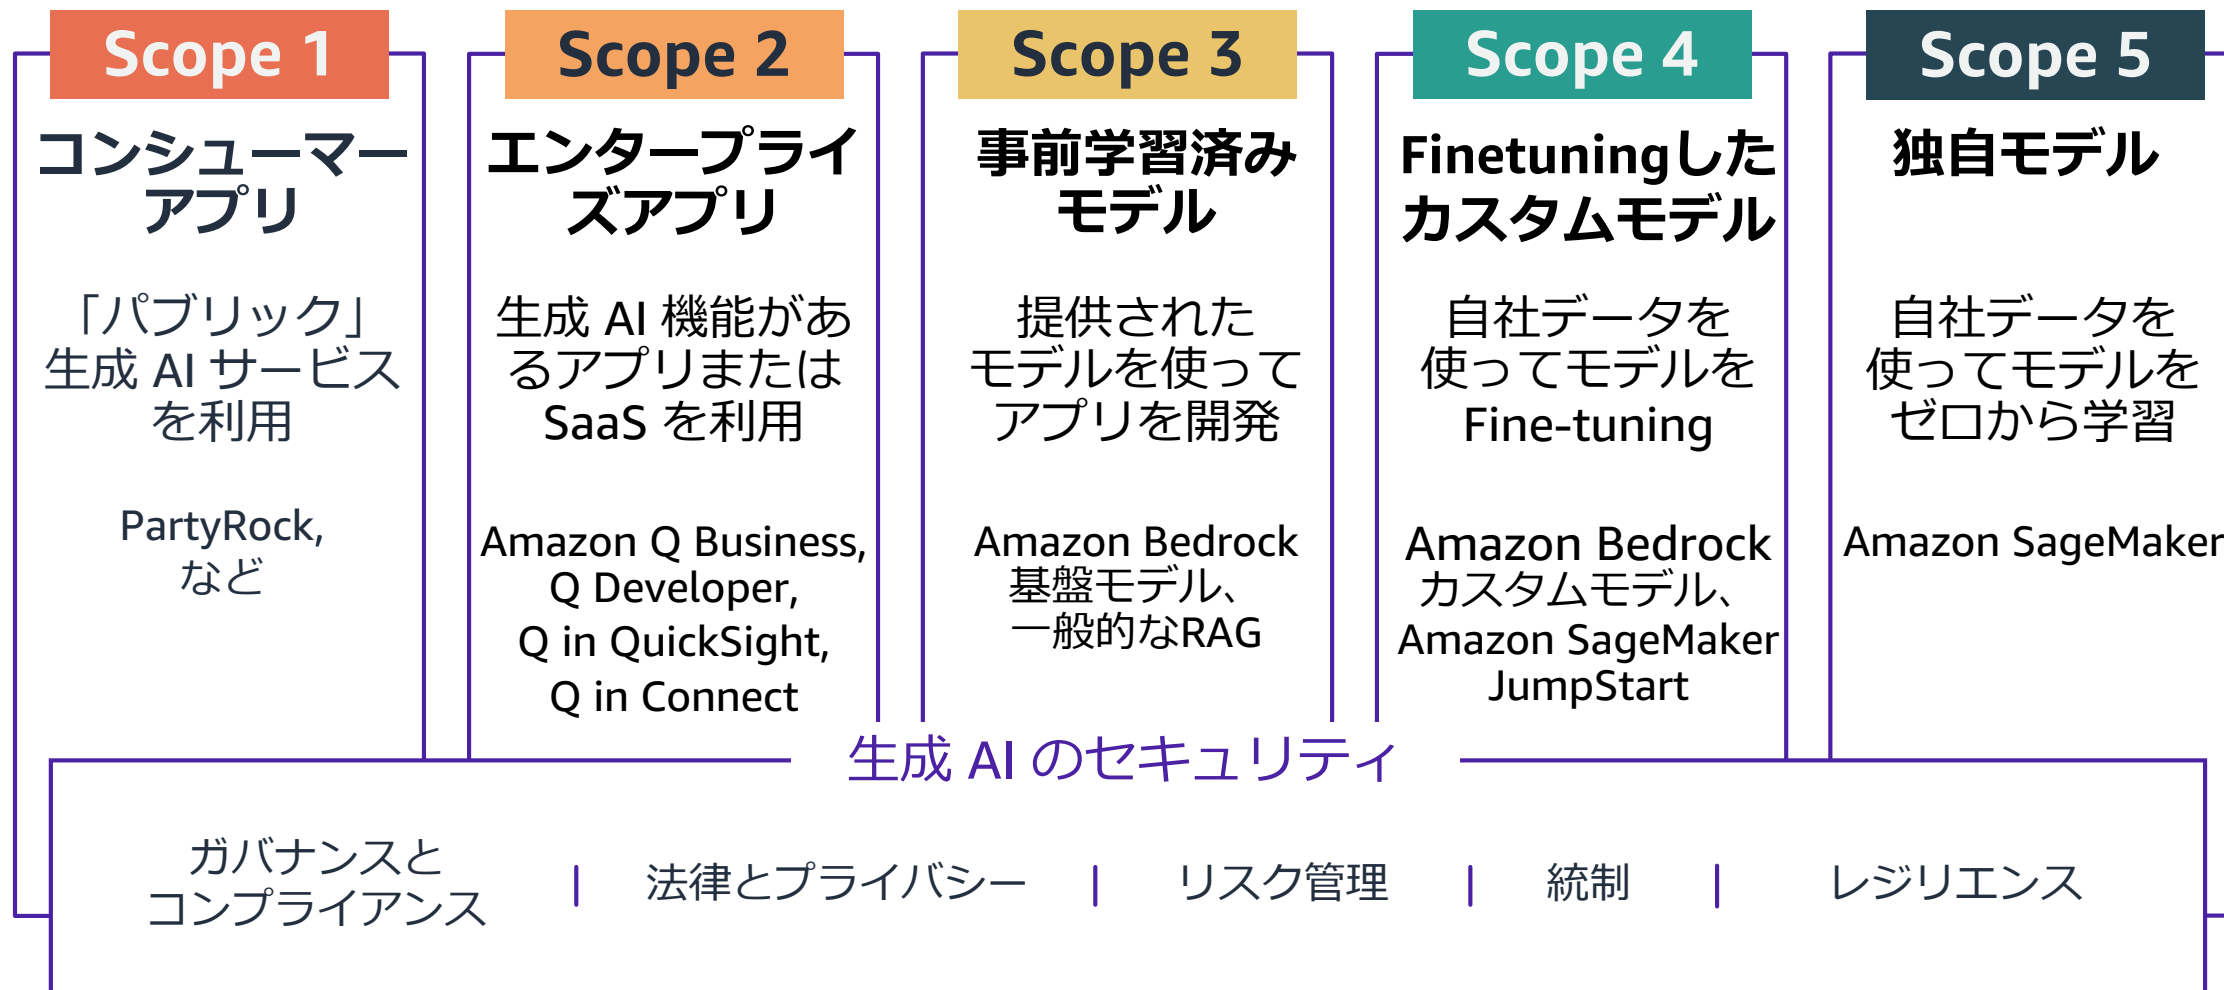 Scope 1
コンシューマー
アプリ
「パブリック」
生成 AI サービス
を利用
PartyRock,
など
Scope 2
エンタープライ
ズアプリ
生成 AI 機能があ
るアプリまたは
SaaS を利用
Amazon Q Business,
Q Developer,
Q in QuickSight,
Q in Connect
Scope 3
事前学習済み
モデル
提供された
モデルを使って
アプリを開発
Amazon Bedrock
基盤モデル、
一般的なRAG
Scope 4
Finetuningした
カスタムモデル
自社データを
使ってモデルを
Fine-tuning
Amazon Bedrock
カスタムモデル、
Amazon SageMaker
JumpStart
Scope 5
独自モデル
自社データを
使ってモデルを
ゼロから学習
Amazon SageMaker
生成 AI のセキュリティ
ガバナンスと
コンプライアンス
法律とプライバシー
リスク管理
統制
レジリエンス